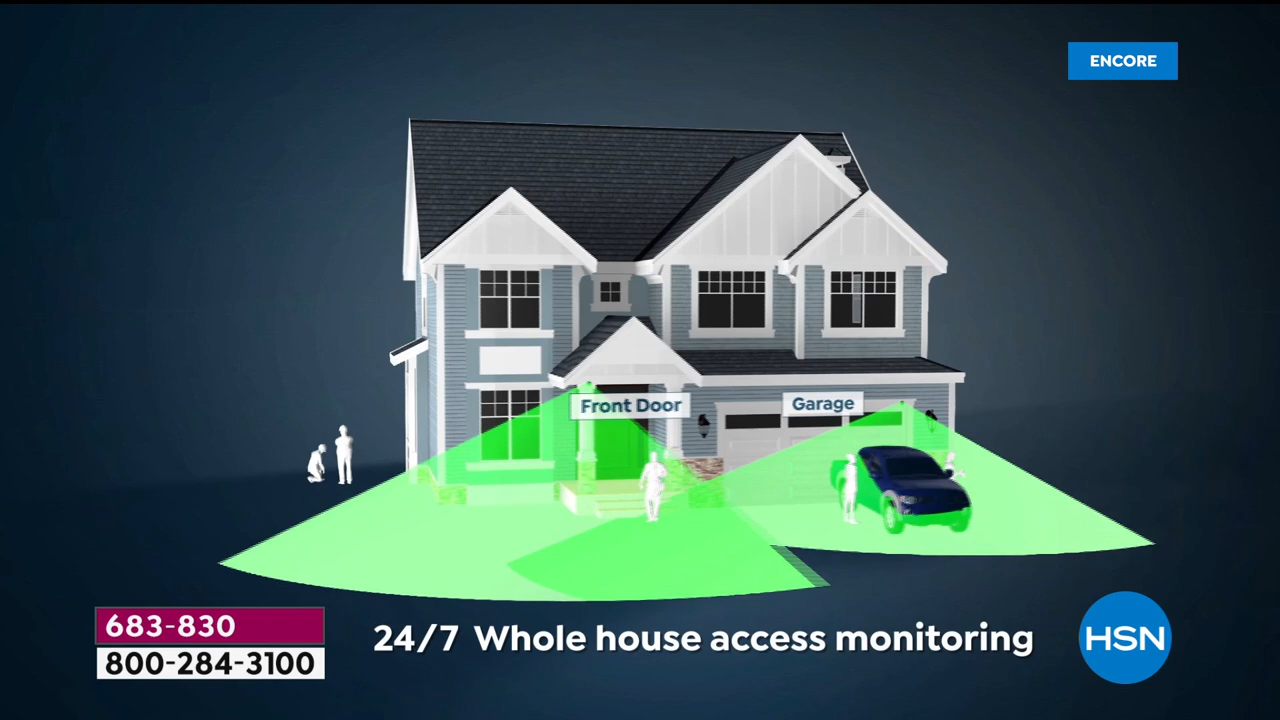 ENCORE
Front Door
Garage
683-830
800-284-3100
24/7 Whole house access monitoring
HSN